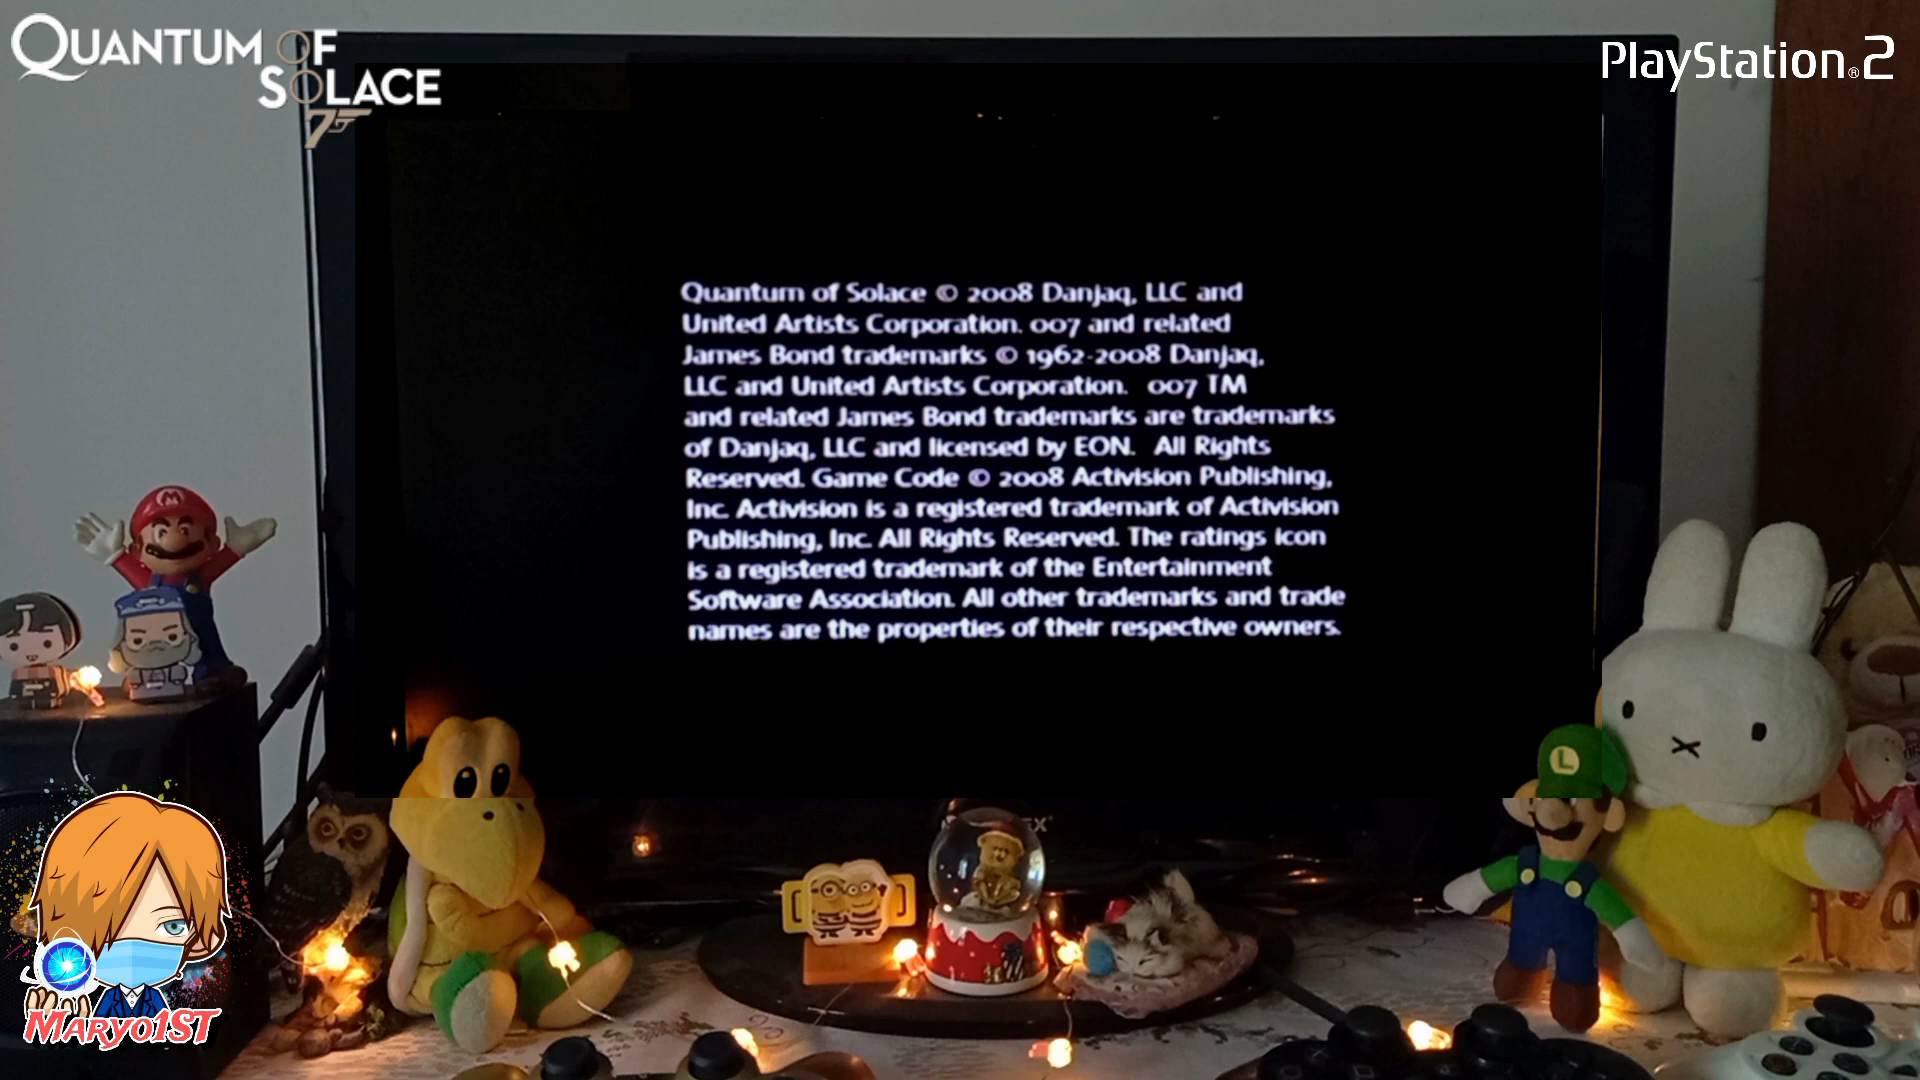 QUANTUM OF
SOLACE
7
PlayStation®2
Quantum of Solace © 2008 Danjaq, LLC and
United Artists Corporation. 007 and related
James Bond trademarks © 1962-2008 Danjaq,
LLC and United Artists Corporation.  007 TM
and related James Bond trademarks are trademarks
of Danjaq, LLC and licensed by EON.  All Rights
Reserved. Game Code © 2008 Activision Publishing,
Inc. Activision is a registered trademark of Activision
Publishing, Inc. All Rights Reserved. The ratings icon
is a registered trademark of the Entertainment
Software Association. All other trademarks and trade
names are the properties of their respective owners.
M
L
MARYO1ST